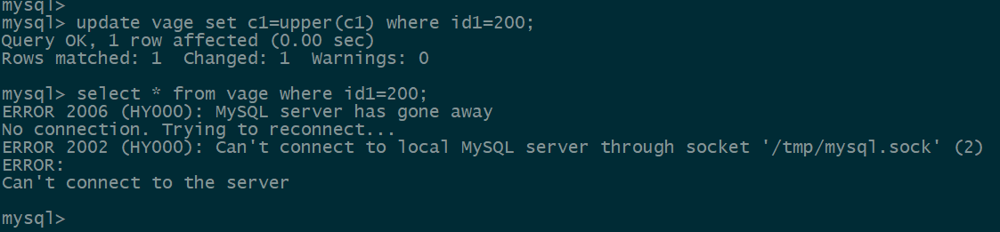 mysql>
mysql> update vage set c1=upper(c1) where id1=200;
Query OK, 1 row affected (0.00 sec)
Rows matched: 1  Changed: 1  Warnings: 0
mysql> select * from vage where id1=200;
ERROR 2006 (HY000): MySQL server has gone away
No connection. Trying to reconnect...
ERROR 2002 (HY000): Can't connect to local MySQL server through socket '/tmp/mysql.sock' (2)
ERROR:
Can't connect to the server
mysql>